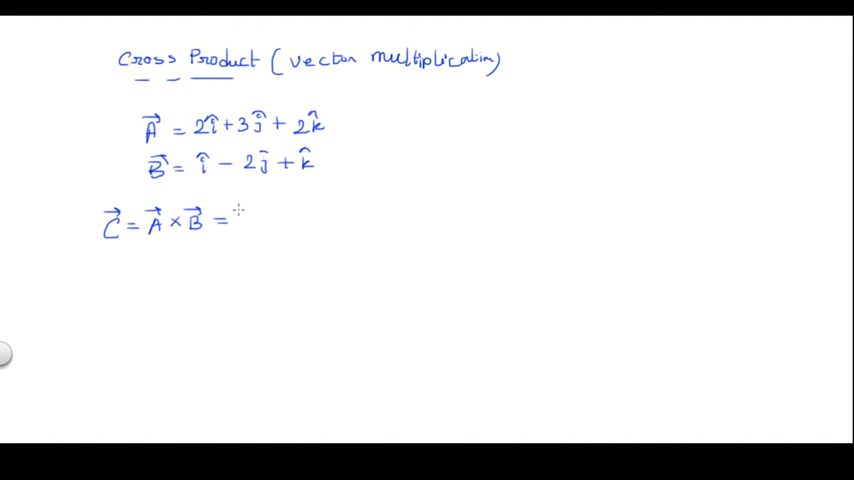 Cross Product (vector multiplication)
A⃗ = 2î + 3ĵ + 2k̂
B⃗ = î - 2ĵ + k̂
C⃗ = A⃗ × B⃗ =